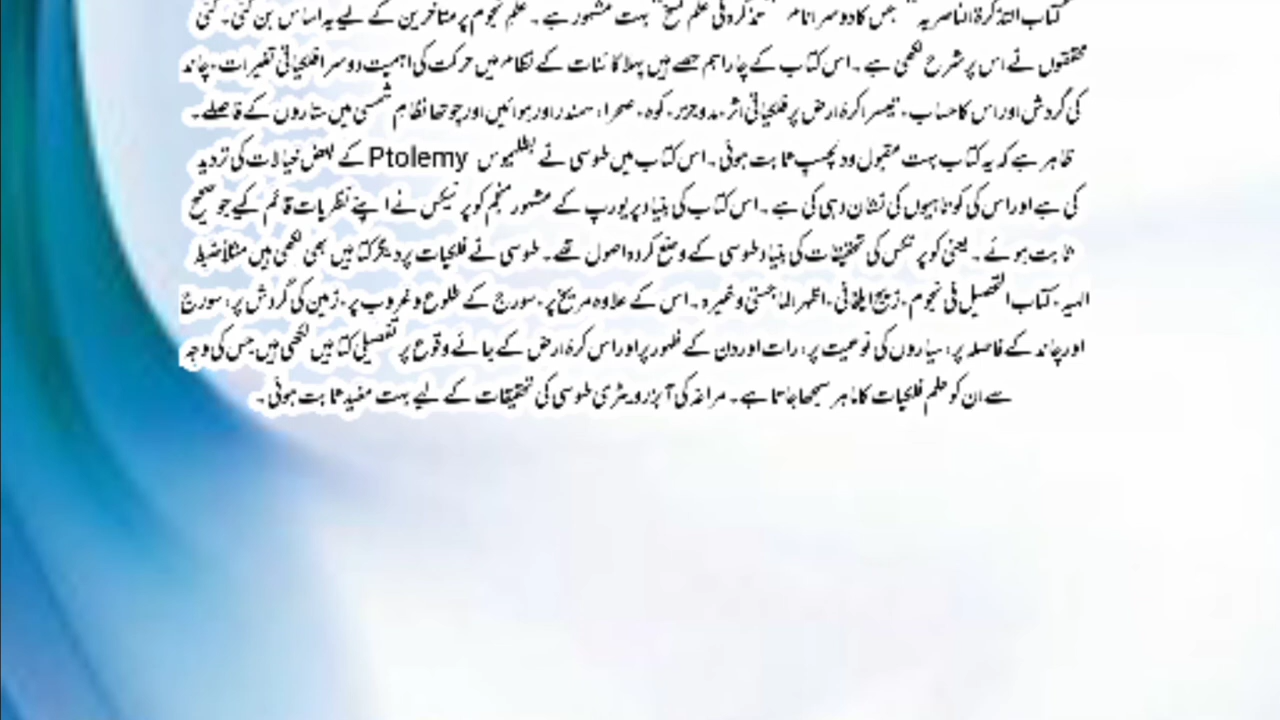 کتاب التذکرۃ الناصریہ" جس کا دوسرا نام "تذکرہ فی علم نسخ" بہت مشہور ہے۔ علم نجوم پر متاخرین کے لیے یہ اساس بن گئی۔ کئی
محققوں نے اس پر شرح لکھی ہے۔ اس کتاب کے چار اہم حصے ہیں پہلا کائنات کے نظام میں حرکت کی اہمیت دوسرا فلکیاتی تغیرات، چاند
کی گردش اور اس کا حساب، تیسرا کرۂ ارض پر فلکیاتی اثر، مدوجزر، کوہ، صحرا، سمندر اور ہوائیں اور چوتھا نظام شمسی میں ستاروں کے فاصلے۔
ظاہر ہے کہ یہ کتاب بہت مقبول و دلچسپ ثابت ہوئی۔ اس کتاب میں طوسی نے بطلیموس Ptolemy کے بعض خیالات کی تردید
کی ہے اور اس کی کوتاہیوں کی نشان دہی کی ہے۔ اس کتاب کی بنیاد پر یورپ کے مشہور منجم کوپرنیکس نے اپنے نظریات قائم کیے جو صحیح
ثابت ہوئے۔ یعنی کوپرنکس کی تحقیقات کی بنیاد طوسی کے وضع کردہ اصول تھے۔ طوسی نے فلکیات پر دیگر کتابیں بھی لکھی ہیں مثلاً ضبط
الہیہ، کتاب التحصیل فی نجوم، زیج ایلخانی، اظہر الماجستی وغیرہ۔ اس کے علاوہ مریخ پر، سورج کے طلوع و غروب پر، زمین کی گردش پر، سورج
اور چاند کے فاصلہ پر، سیاروں کی نوعیت پر، رات اور دن کے ظہور پر اور اس کرۂ ارض کے جائے وقوع پر تفصیلی کتابیں لکھی ہیں جس کی وجہ
سے ان کو علم فلکیات کا ماہر سمجھا جاتا ہے۔ مراغہ کی آبزرویٹری طوسی کی تحقیقات کے لیے بہت مفید ثابت ہوئی۔